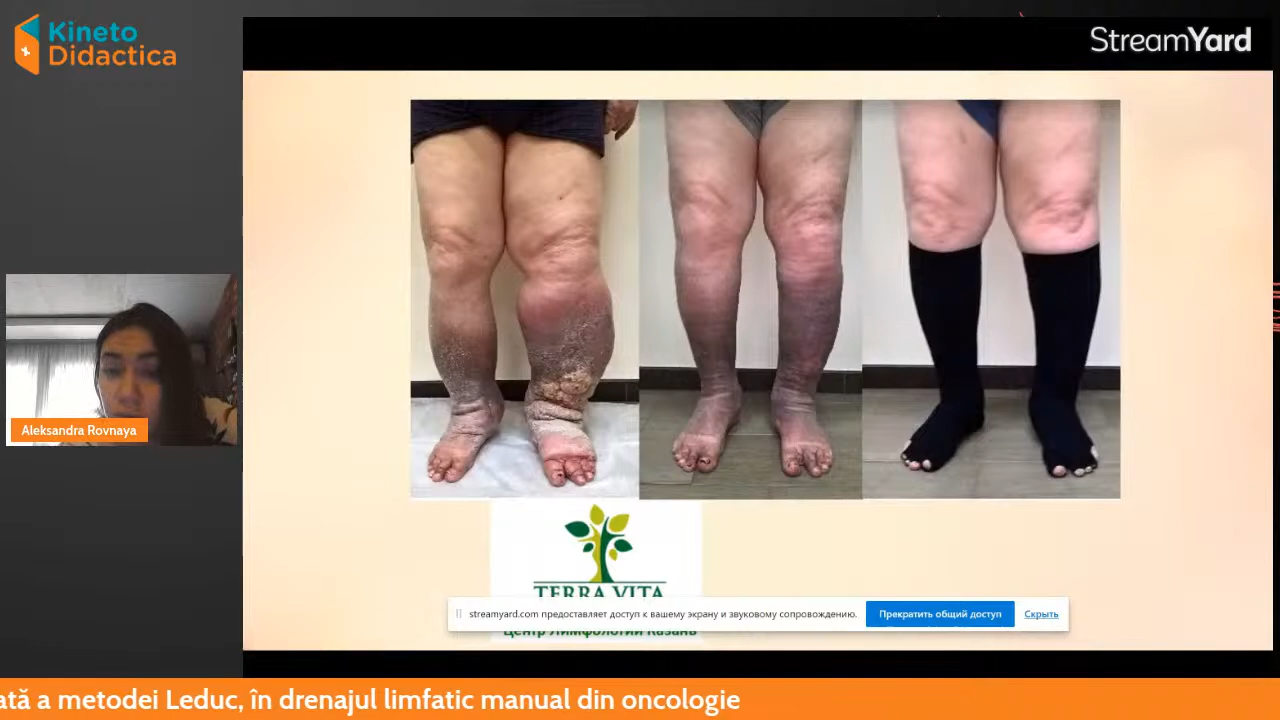 Kineto
Didactica
StreamYard
Aleksandra Rovnaya
TERRA VITA
streamyard.com предоставляет доступ к вашему экрану и звуковому сопровождению.
Прекратить общий доступ
Скрыть
Центр Лимфологии Казань
ată a metodei Leduc, în drenajul limfatic manual din oncologie